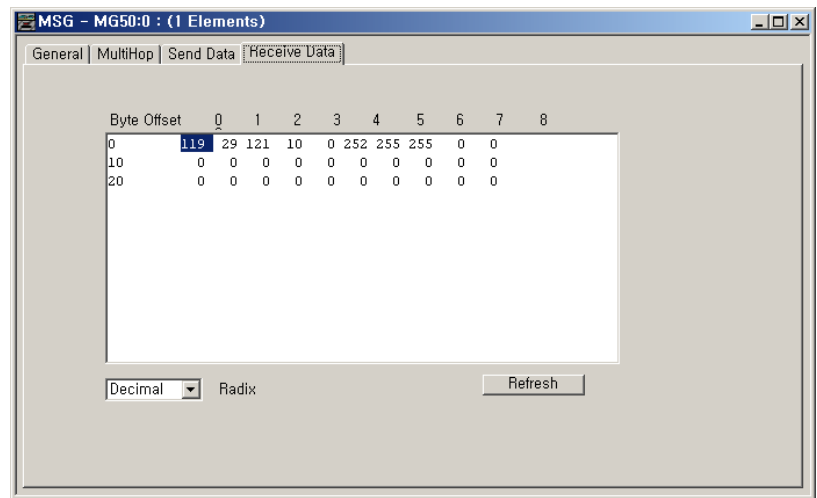 MSG - MG50:0 : (1 Elements)
General MultiHop Send Data Receive Data
Byte Offset 0 1 2 3 4 5 6 7 8
0 119 29 121 10 0 252 255 255 0 0
10 0 0 0 0 0 0 0 0 0 0
20 0 0 0 0 0 0 0 0 0 0
Decimal Radix Refresh